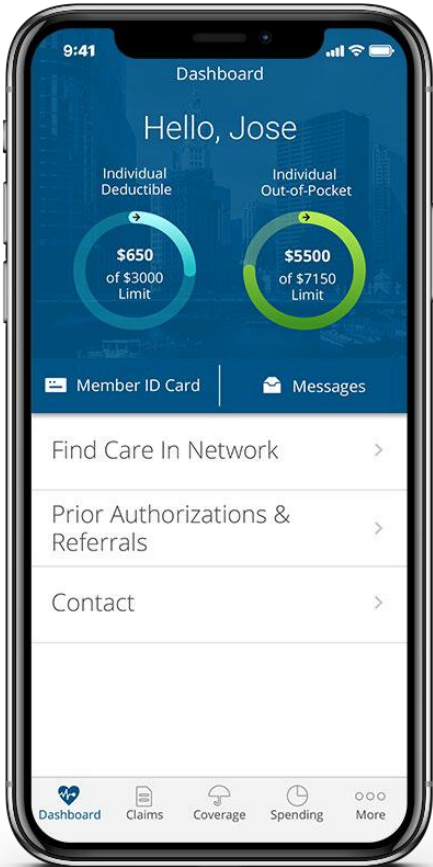 9:41
Dashboard
Hello, Jose
Individual
Deductible
$650
of $3000
Limit
Individual
Out-of-Pocket
$5500
of $7150
Limit
Member ID Card
Messages
Find Care In Network
Prior Authorizations &
Referrals
Contact
Dashboard
Claims
Coverage
Spending
More